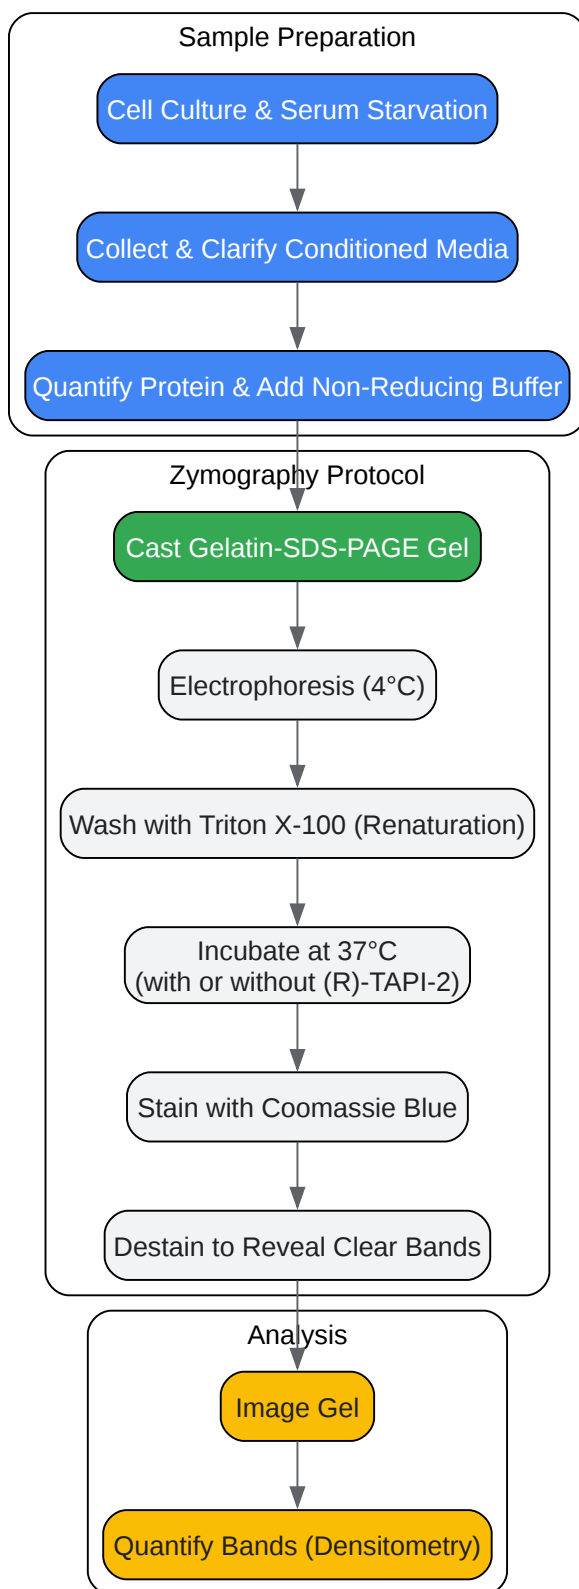 Sample Preparation
Cell Culture & Serum Starvation
Collect & Clarify Conditioned Media
Quantify Protein & Add Non-Reducing Buffer
Zymography Protocol
Cast Gelatin-SDS-PAGE Gel
Electrophoresis (4°C)
Wash with Triton X-100 (Renaturation)
Incubate at 37°C
(with or without (R)-TAPI-2)
Stain with Coomassie Blue
Destain to Reveal Clear Bands
Analysis
Image Gel
Quantify Bands (Densitometry)